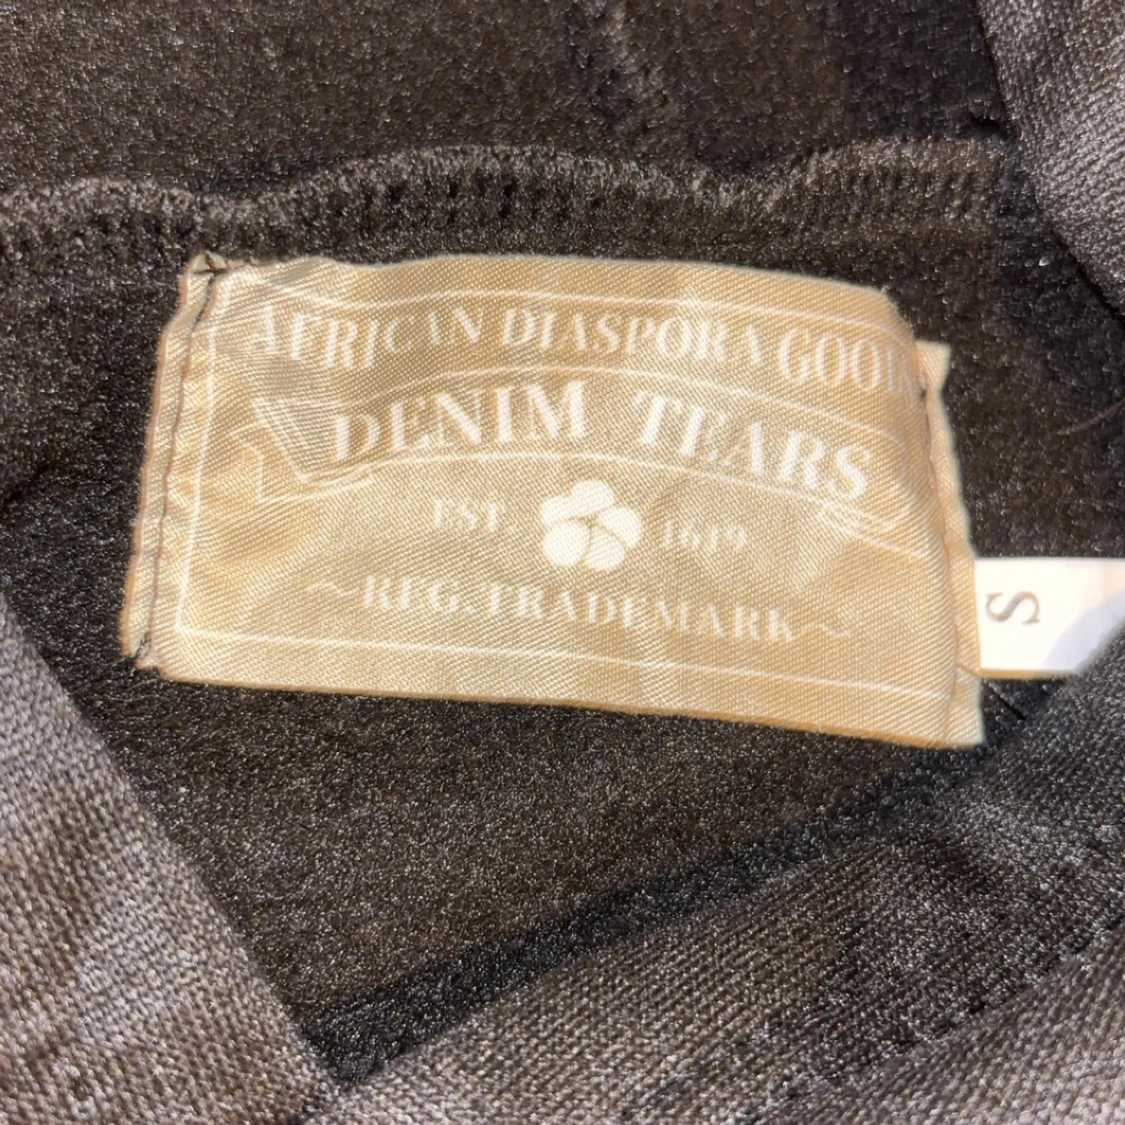 AFRICAN DIASPORA GOODS
DENIM TEARS
EST. 1619
~REG. TRADEMARK~
S